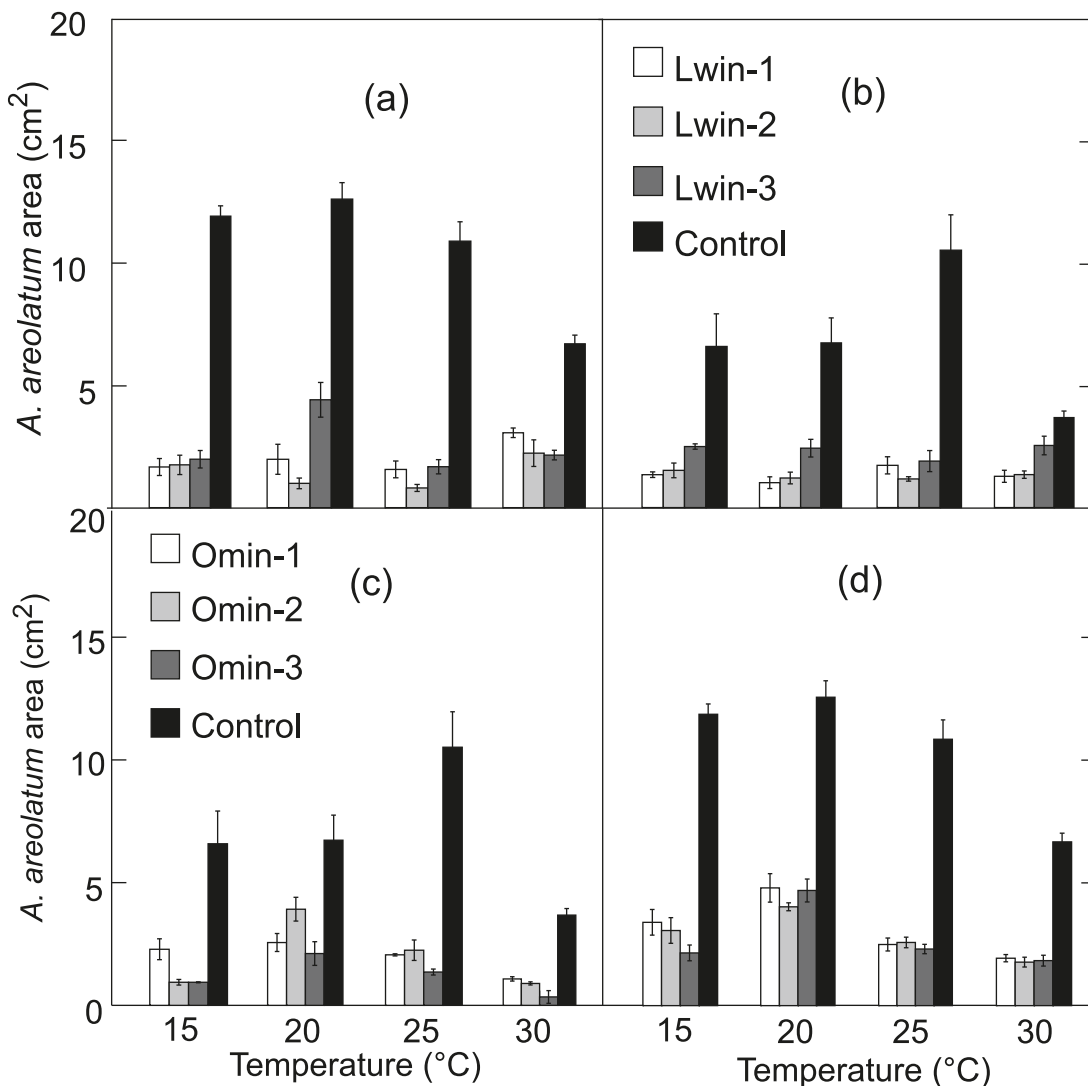 20
15
10
5
A. areolatum area (cm²)
(a)
(b)
Lwin-1
Lwin-2
Lwin-3
Control
20
15
10
5
0
A. areolatum area (cm²)
Omin-1
Omin-2
Omin-3
Control
(c)
(d)
15 20 25 30
15 20 25 30
Temperature (°C)
Temperature (°C)